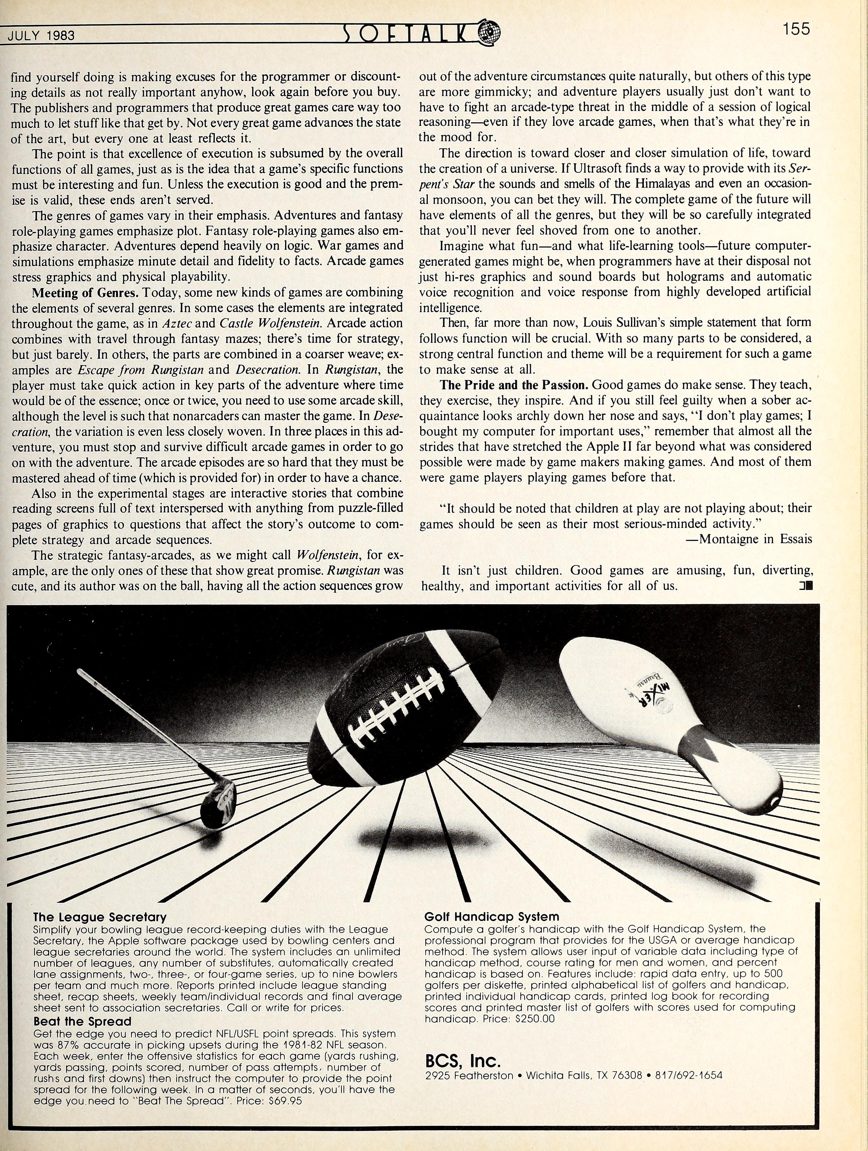 JULY 1983
SOFTALK
155
find yourself doing is making excuses for the programmer or discount-
ing details as not really important anyhow, look again before you buy.
The publishers and programmers that produce great games care way too
much to let stuff like that get by. Not every great game advances the state
of the art, but every one at least reflects it.
The point is that excellence of execution is subsumed by the overall
functions of all games, just as is the idea that a game's specific functions
must be interesting and fun. Unless the execution is good and the prem-
ise is valid, these ends aren't served.
The genres of games vary in their emphasis. Adventures and fantasy
role-playing games emphasize plot. Fantasy role-playing games also em-
phasize character. Adventures depend heavily on logic. War games and
simulations emphasize minute detail and fidelity to facts. Arcade games
stress graphics and physical playability.
Meeting of Genres. Today, some new kinds of games are combining
the elements of several genres. In some cases the elements are integrated
throughout the game, as in Aztec and Castle Wolfenstein. Arcade action
combines with travel through fantasy mazes; there's time for strategy,
but just barely. In others, the parts are combined in a coarser weave; ex-
amples are Escape from Rungistan and Desecration. In Rungistan, the
player must take quick action in key parts of the adventure where time
would be of the essence; once or twice, you need to use some arcade skill,
although the level is such that nonarcaders can master the game. In Dese-
cration, the variation is even less closely woven. In three places in this ad-
venture, you must stop and survive difficult arcade games in order to go
on with the adventure. The arcade episodes are so hard that they must be
mastered ahead of time (which is provided for) in order to have a chance.
Also in the experimental stages are interactive stories that combine
reading screens full of text interspersed with anything from puzzle-filled
pages of graphics to questions that affect the story's outcome to com-
plete strategy and arcade sequences.
The strategic fantasy-arcades, as we might call Wolfenstein, for ex-
ample, are the only ones of these that show great promise. Rungistan was
cute, and its author was on the ball, having all the action sequences grow
out of the adventure circumstances quite naturally, but others of this type
are more gimmicky; and adventure players usually just don't want to
have to fight an arcade-type threat in the middle of a session of logical
reasoning—even if they love arcade games, when that's what they're in
the mood for.
The direction is toward closer and closer simulation of life, toward
the creation of a universe. If Ultrasoft finds a way to provide with its Ser-
pent's Star the sounds and smells of the Himalayas and even an occasion-
al monsoon, you can bet they will. The complete game of the future will
have elements of all the genres, but they will be so carefully integrated
that you'll never feel shoved from one to another.
Imagine what fun—and what life-learning tools—future computer-
generated games might be, when programmers have at their disposal not
just hi-res graphics and sound boards but holograms and automatic
voice recognition and voice response from highly developed artificial
intelligence.
Then, far more than now, Louis Sullivan's simple statement that form
follows function will be crucial. With so many parts to be considered, a
strong central function and theme will be a requirement for such a game
to make sense at all.
The Pride and the Passion. Good games do make sense. They teach,
they exercise, they inspire. And if you still feel guilty when a sober ac-
quaintance looks archly down her nose and says, "I don't play games; I
bought my computer for important uses," remember that almost all the
strides that have stretched the Apple II far beyond what was considered
possible were made by game makers making games. And most of them
were game players playing games before that.
"It should be noted that children at play are not playing about; their
games should be seen as their most serious-minded activity."
—Montaigne in Essais
It isn't just children. Good games are amusing, fun, diverting,
healthy, and important activities for all of us.
MIXER
The League Secretary
Simplify your bowling league record-keeping duties with the League
Secretary, the Apple software package used by bowling centers and
league secretaries around the world. The system includes an unlimited
number of leagues, any number of substitutes, automatically created
lane assignments, two-, three-, or four-game series, up to nine bowlers
per team and much more. Reports printed include league standing
sheet, recap sheets, weekly team/individual records and final average
sheet sent to association secretaries. Call or write for prices.
Beat the Spread
Get the edge you need to predict NFL/USFL point spreads. This system
was 87% accurate in picking upsets during the 1981-82 NFL season.
Each week, enter the offensive statistics for each game (yards rushing,
yards passing, points scored, number of pass attempts, number of
rushs and first downs) then instruct the computer to provide the point
spread for the following week. In a matter of seconds, you'll have the
edge you need to "Beat The Spread". Price: $69.95
Golf Handicap System
Compute a golfer's handicap with the Golf Handicap System, the
professional program that provides for the USGA or average handicap
method. The system allows user input of variable data including type of
handicap method, course rating for men and women, and percent
handicap is based on. Features include: rapid data entry, up to 500
golfers per diskette, printed alphabetical list of golfers and handicap,
printed individual handicap cards, printed log book for recording
scores and printed master list of golfers with scores used for computing
handicap. Price: $250.00
BCS, Inc.
2925 Featherston • Wichita Falls, TX 76308 • 817/692-1654